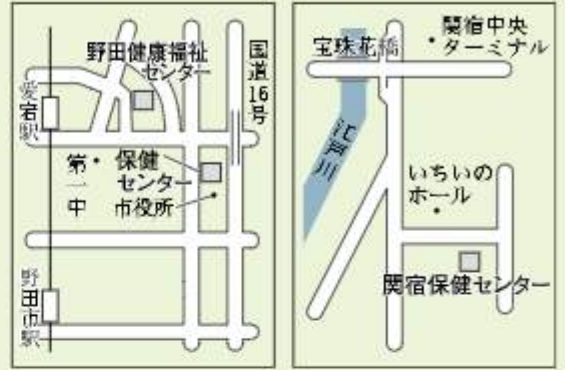 野田健康福祉
センター
国道16号
愛宕駅
第一中
保健
センター
市役所
野田市駅
宝珠花橋
関宿中央
ターミナル
江戸川
いちいの
ホール
関宿保健センター